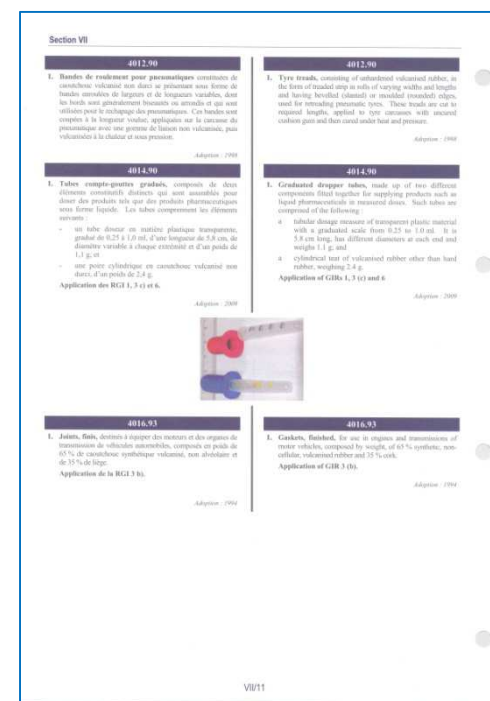 Section VII
4012.90
1. Bandes de roulement pour pneumatiques constituées de
caoutchouc vulcanisé non durci se présentant sous forme de
bandes enroulées de largeurs et de longueurs variables, dont
les bords sont généralement biseautés ou arrondis et qui sont
utilisées pour le rechapage des pneumatiques. Ces bandes sont
coupées à la longueur voulue, appliquées sur la carcasse du
pneumatique avec une gomme de liaison non vulcanisée, puis
vulcanisées à la chaleur et sous pression.
Adoption : 1998
4012.90
1. Tyre treads, consisting of unhardened vulcanised rubber, in
the form of treaded strip in rolls of varying widths and lengths
and having bevelled (slanted) or moulded (rounded) edges,
used for retreading pneumatic tyres. These treads are cut to
required lengths, applied to tyre carcasses with uncured
cushion gum and then cured under heat and pressure.
Adoption : 1998
4014.90
1. Tubes compte-gouttes gradués, composés de deux
éléments constitutifs distincts qui sont assemblés pour
doser des produits tels que des produits pharmaceutiques
sous forme liquide. Les tubes comprennent les éléments
suivants :
- un tube doseur en matière plastique transparente,
gradué de 0,25 à 1,0 ml, d'une longueur de 5,8 cm, de
diamètre variable à chaque extrémité et d'un poids de
1,1 g; et
- une poire cylindrique en caoutchouc vulcanisé non
durci, d'un poids de 2,4 g.
Application des RGI 1, 3 c) et 6.
Adoption : 2009
4014.90
1. Graduated dropper tubes, made up of two different
components fitted together for supplying products such as
liquid pharmaceuticals in measured doses. Such tubes are
comprised of the following :
a tubular dosage measure of transparent plastic material
with a graduated scale from 0.25 to 1.0 ml. It is
5.8 cm long, has different diameters at each end and
weighs 1.1 g; and
a cylindrical teat of vulcanised rubber other than hard
rubber, weighing 2.4 g.
Application of GIRs 1, 3 (c) and 6
Adoption : 2009
4016.93
1. Joints, finis, destinés à équiper des moteurs et des organes de
transmission de véhicules automobiles, composés en poids de
65 % de caoutchouc synthétique vulcanisé, non alvéolaire et
de 35 % de liège.
Application de la RGI 3 b).
Adoption : 1994
4016.93
1. Gaskets, finished, for use in engines and transmissions of
motor vehicles, composed by weight, of 65 % synthetic, non-
cellular, vulcanised rubber and 35 % cork.
Application of GIR 3 (b).
Adoption : 1994
VII/11